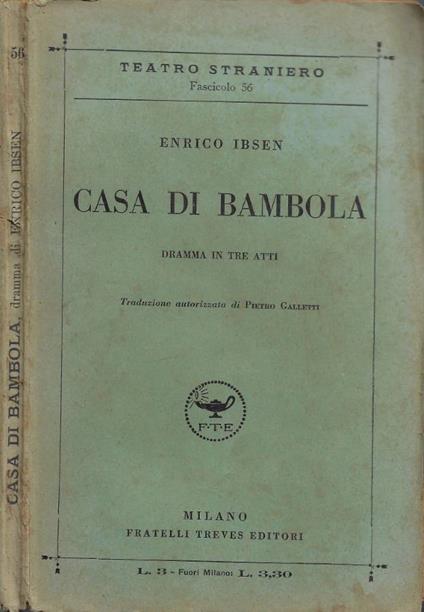 56
CASA DI BAMBOLA, dramma di ENRICO IBSEN
TEATRO STRANIERO
Fascicolo 56
ENRICO IBSEN
CASA DI BAMBOLA
DRAMMA IN TRE ATTI
Traduzione autorizzata di PIETRO GALLETTI
F·T·E
MILANO
FRATELLI TREVES EDITORI
L. 3 - Fuori Milano: L. 3,30